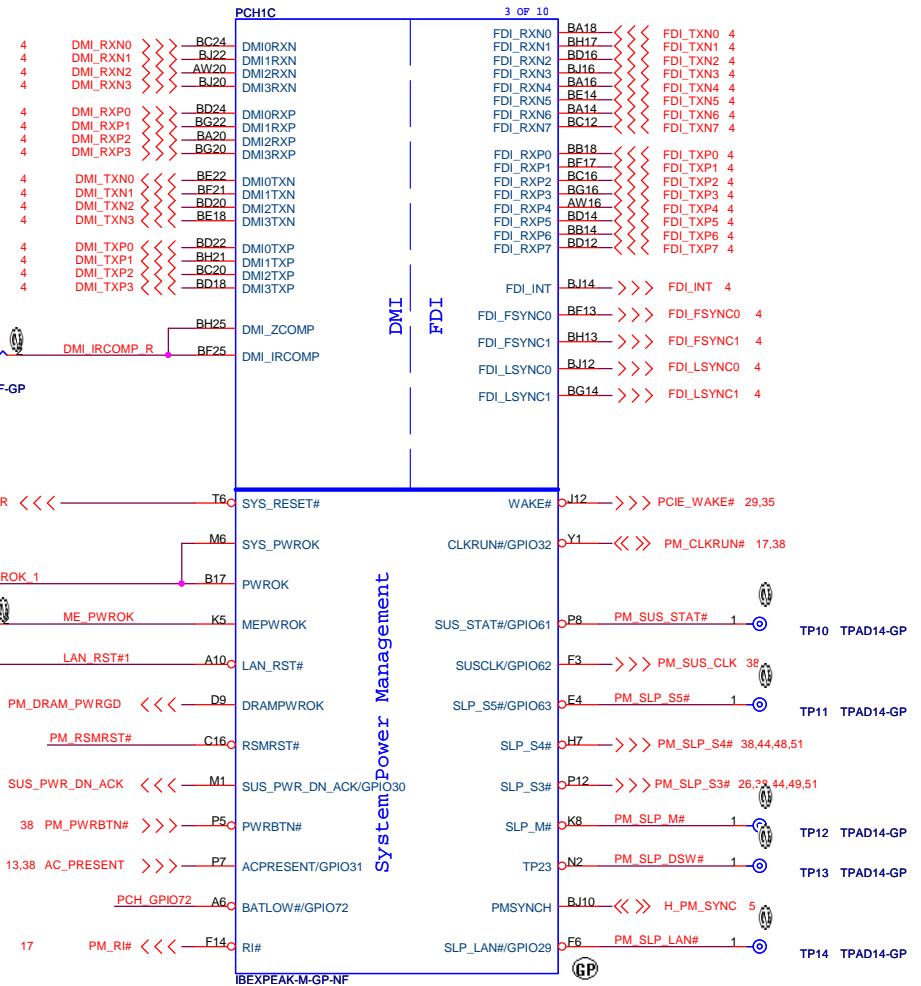 PCH1C 3 OF 10
4 DMI_RXN0 BC24 DMI0RXN FDI_RXN0 BA18 FDI_TXN0 4
4 DMI_RXN1 BJ22 DMI1RXN FDI_RXN1 BH17 FDI_TXN1 4
4 DMI_RXN2 AW20 DMI2RXN FDI_RXN2 BD16 FDI_TXN2 4
4 DMI_RXN3 BJ20 DMI3RXN FDI_RXN3 BJ16 FDI_TXN3 4
FDI_RXN4 BA16 FDI_TXN4 4
FDI_RXN5 BE14 FDI_TXN5 4
4 DMI_RXP0 BD24 DMI0RXP FDI_RXN6 BA14 FDI_TXN6 4
4 DMI_RXP1 BG22 DMI1RXP FDI_RXN7 BC12 FDI_TXN7 4
4 DMI_RXP2 BA20 DMI2RXP
4 DMI_RXP3 BG20 DMI3RXP FDI_RXP0 BB18 FDI_TXP0 4
FDI_RXP1 BF17 FDI_TXP1 4
4 DMI_TXN0 BE22 DMI0TXN FDI_RXP2 BC16 FDI_TXP2 4
4 DMI_TXN1 BF21 DMI1TXN FDI_RXP3 BG16 FDI_TXP3 4
4 DMI_TXN2 BD20 DMI2TXN FDI_RXP4 AW16 FDI_TXP4 4
4 DMI_TXN3 BE18 DMI3TXN FDI_RXP5 BD14 FDI_TXP5 4
FDI_RXP6 BB14 FDI_TXP6 4
4 DMI_TXP0 BD22 DMI0TXP FDI_RXP7 BD12 FDI_TXP7 4
4 DMI_TXP1 BH21 DMI1TXP
4 DMI_TXP2 BC20 DMI2TXP
4 DMI_TXP3 BD18 DMI3TXP FDI_INT BJ14 FDI_INT 4
DMI FDI
FDI_FSYNC0 BF13 FDI_FSYNC0 4
BH25 DMI_ZCOMP
FDI_FSYNC1 BH13 FDI_FSYNC1 4
2 DMI_IRCOMP_R BF25 DMI_IRCOMP
FDI_LSYNC0 BJ12 FDI_LSYNC0 4
F-GP
FDI_LSYNC1 BG14 FDI_LSYNC1 4
R T6 SYS_RESET# WAKE# J12 PCIE_WAKE# 29,35
M6 SYS_PWROK CLKRUN#/GPIO32 Y1 PM_CLKRUN# 17,38
ROK_1 B17 PWROK
System Power Management
ME_PWROK K5 MEPWROK SUS_STAT#/GPIO61 P8 PM_SUS_STAT# 1 TP10 TPAD14-GP
LAN_RST#1 A10 LAN_RST# SUSCLK/GPIO62 F3 PM_SUS_CLK 38
PM_DRAM_PWRGD D9 DRAMPWROK SLP_S5#/GPIO63 E4 PM_SLP_S5# 1 TP11 TPAD14-GP
PM_RSMRST# C16 RSMRST# SLP_S4# H7 PM_SLP_S4# 38,44,48,51
SUS_PWR_DN_ACK M1 SUS_PWR_DN_ACK/GPIO30 SLP_S3# P12 PM_SLP_S3# 26,38,44,49,51
38 PM_PWRBTN# P5 PWRBTN# SLP_M# K8 PM_SLP_M# 1 TP12 TPAD14-GP
13,38 AC_PRESENT P7 ACPRESENT/GPIO31 TP23 N2 PM_SLP_DSW# 1 TP13 TPAD14-GP
PCH_GPIO72 A6 BATLOW#/GPIO72 PMSYNCH BJ10 H_PM_SYNC 5
17 PM_RI# F14 RI# SLP_LAN#/GPIO29 F6 PM_SLP_LAN# 1 TP14 TPAD14-GP
GP
IBEXPEAK-M-GP-NF